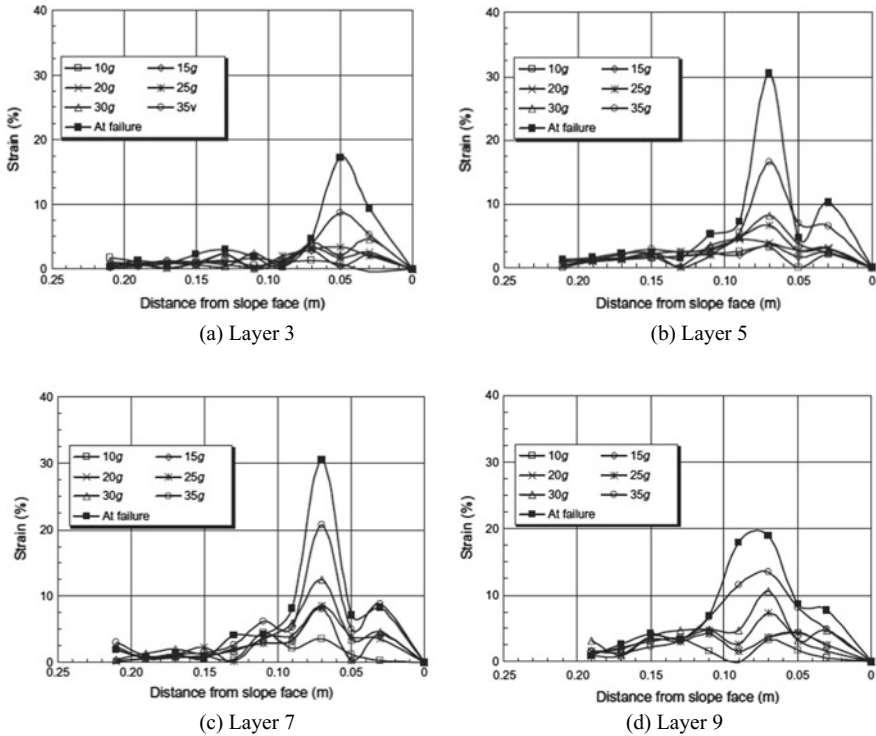 40
30
20
10
0
Strain (%)
10g 15g
20g 25g
30g 35v
At failure
0.25 0.20 0.15 0.10 0.05 0
Distance from slope face (m)
(a) Layer 3
40
30
20
10
0
Strain (%)
10g 15g
20g 25g
30g 35g
At failure
0.25 0.20 0.15 0.10 0.05 0
Distance from slope face (m)
(b) Layer 5
40
30
20
10
0
Strain (%)
10g 15g
20g 25g
30g 35g
At failure
0.25 0.20 0.15 0.10 0.05 0
Distance from slope face (m)
(c) Layer 7
40
30
20
10
0
Strain (%)
10g 15g
20g 25g
30g 35g
At failure
0.25 0.20 0.15 0.10 0.05 0
Distance from slope face (m)
(d) Layer 9